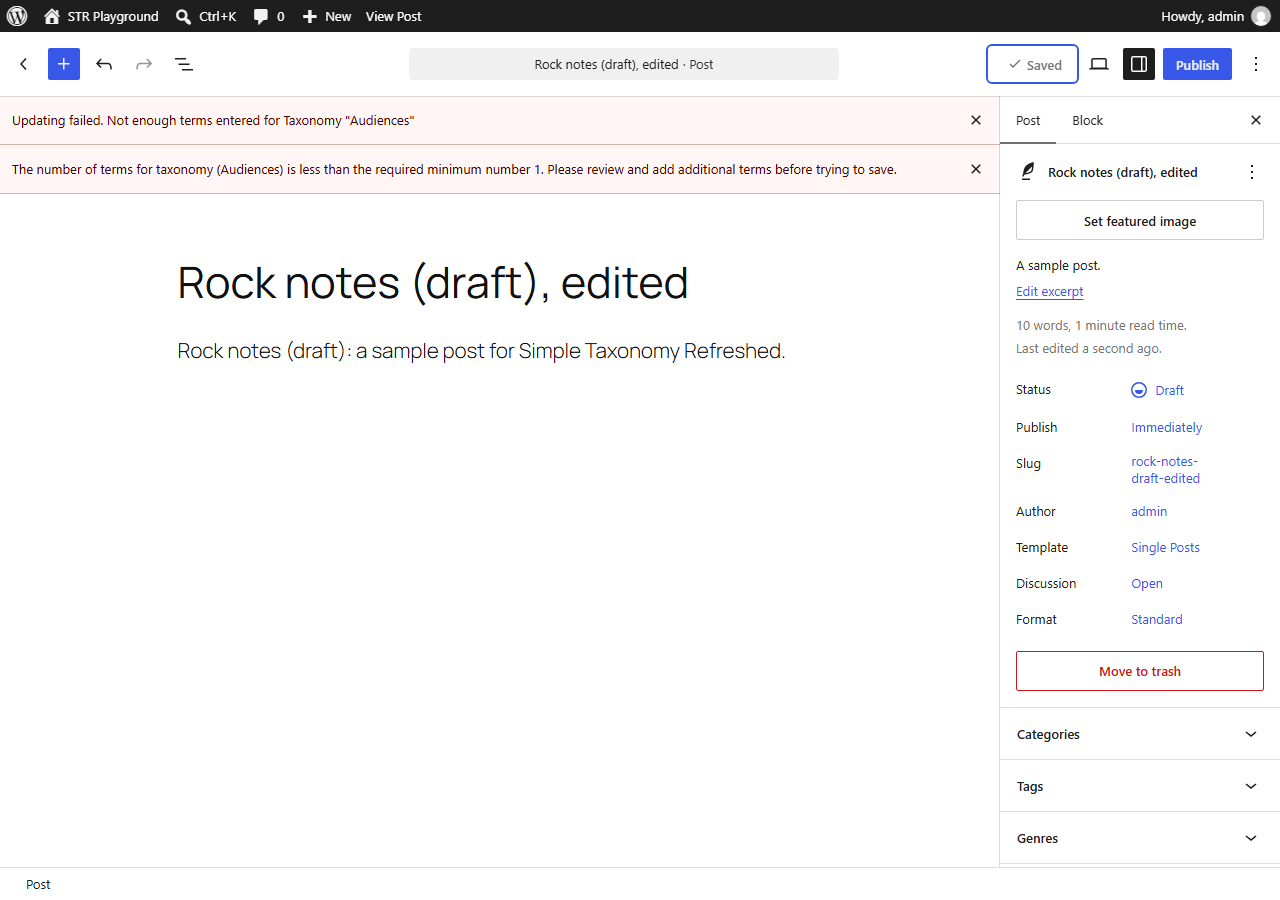 STR Playground Ctrl+K 0 New View Post Howdy, admin
Rock notes (draft), edited · Post Saved Publish
Updating failed. Not enough terms entered for Taxonomy "Audiences"
The number of terms for taxonomy (Audiences) is less than the required minimum number 1. Please review and add additional terms before trying to save.
Rock notes (draft), edited
Rock notes (draft): a sample post for Simple Taxonomy Refreshed.
Post Block
Rock notes (draft), edited
Set featured image
A sample post.
Edit excerpt
10 words, 1 minute read time.
Last edited a second ago.
Status Draft
Publish Immediately
Slug rock-notes-
draft-edited
Author admin
Template Single Posts
Discussion Open
Format Standard
Move to trash
Categories
Tags
Genres
Post